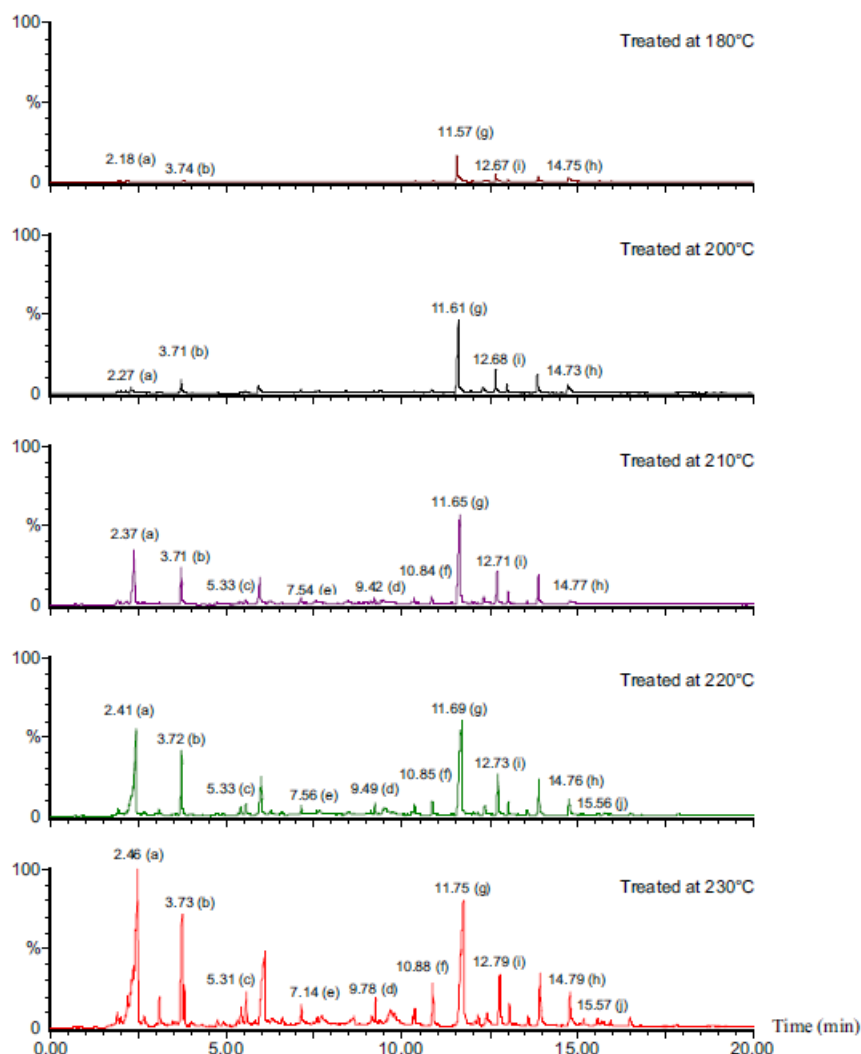 100
Treated at 180°C
%
11.57 (g)
2.18 (a)
3.74 (b)
12.67 (i)
14.75 (h)
0
100
Treated at 200°C
%
11.61 (g)
3.71 (b)
2.27 (a)
12.68 (i)
14.73 (h)
0
100
Treated at 210°C
%
11.65 (g)
2.37 (a)
3.71 (b)
5.33 (c)
7.54 (e)
9.42 (d)
10.84 (f)
12.71 (i)
14.77 (h)
0
100
Treated at 220°C
%
2.41 (a)
11.69 (g)
3.72 (b)
5.33 (c)
7.56 (e)
9.49 (d)
10.85 (f)
12.73 (i)
14.76 (h)
15.56 (j)
0
100
2.46 (a)
Treated at 230°C
%
3.73 (b)
11.75 (g)
5.31 (c)
7.14 (e)
9.78 (d)
10.88 (f)
12.79 (i)
14.79 (h)
15.57 (j)
0
Time (min)
0.00 5.00 10.00 15.00 20.00